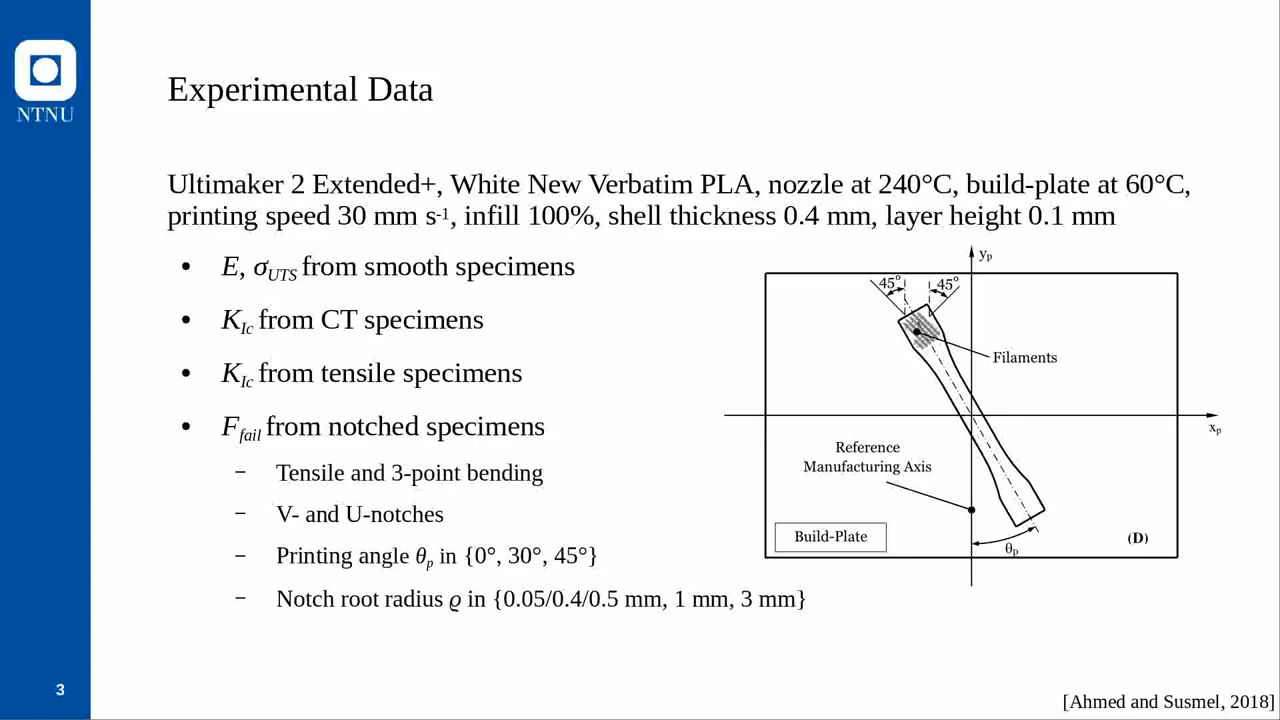 NTNU
Experimental Data
Ultimaker 2 Extended+, White New Verbatim PLA, nozzle at 240°C, build-plate at 60°C,
printing speed 30 mm s-1, infill 100%, shell thickness 0.4 mm, layer height 0.1 mm
• E, σUTS from smooth specimens
• KIc from CT specimens
• KIc from tensile specimens
• Ffail from notched specimens
– Tensile and 3-point bending
– V- and U-notches
– Printing angle θp in {0°, 30°, 45°}
– Notch root radius ϱ in {0.05/0.4/0.5 mm, 1 mm, 3 mm}
yp
45° 45°
Filaments
xp
Reference
Manufacturing Axis
Build-Plate
θp
(D)
3
[Ahmed and Susmel, 2018]